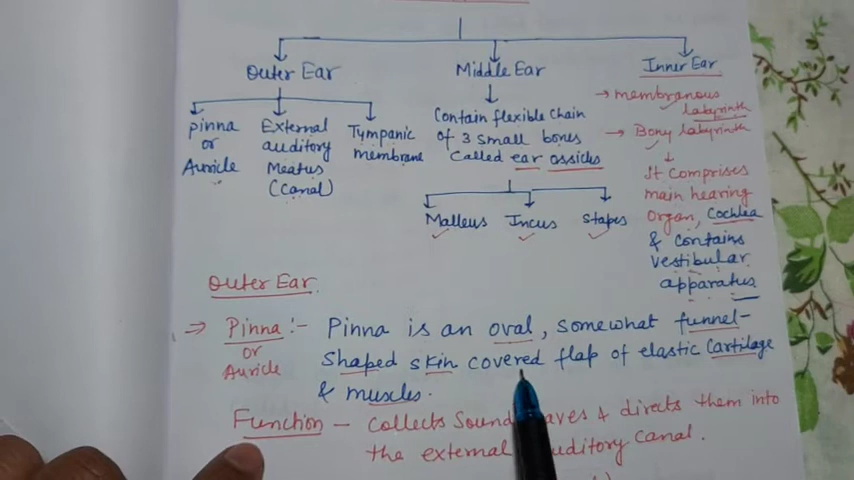 Outer Ear
Middle Ear
Inner Ear
Pinna
or
Auricle
External
auditory
Meatus
(Canal)
Tympanic
membrane
Contain flexible Chain
of 3 small bones
Called ear ossicles
Malleus Incus Stapes
→ membranous
labyrinth
→ Bony labyrinth
↓
It comprises
main hearing
Organ, Cochlea
& contains
vestibular
apparatus
Outer Ear
⇒ Pinna :- Pinna is an oval, somewhat funnel-
or
Auricle
shaped skin covered flap of elastic Cartilage
& muscles.
Function — Collects Sound waves & directs them into
the external auditory canal.